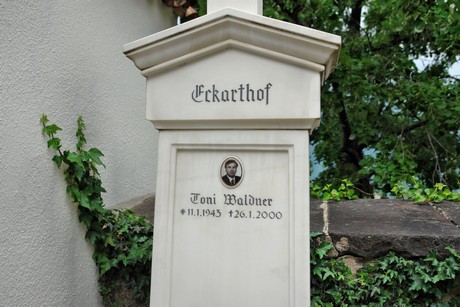 Eckarthof
Toni Waldner
*11.1.1943 †26.1.2000